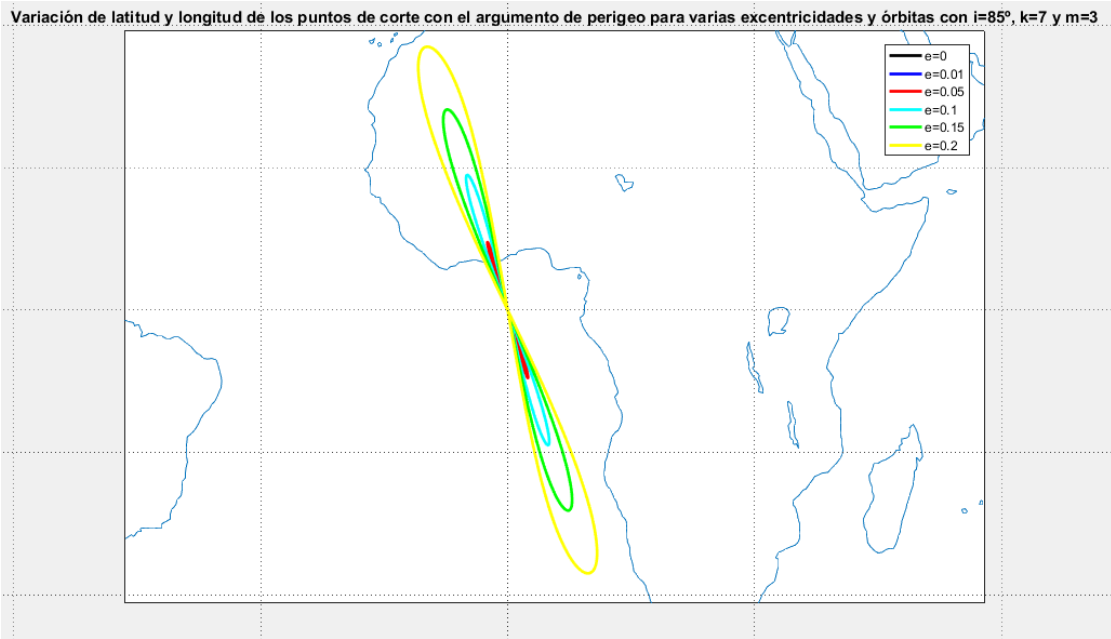 Variación de latitud y longitud de los puntos de corte con el argumento de perigeo para varias excentricidades y órbitas con i=85º, k=7 y m=3
e=0
e=0.01
e=0.05
e=0.1
e=0.15
e=0.2